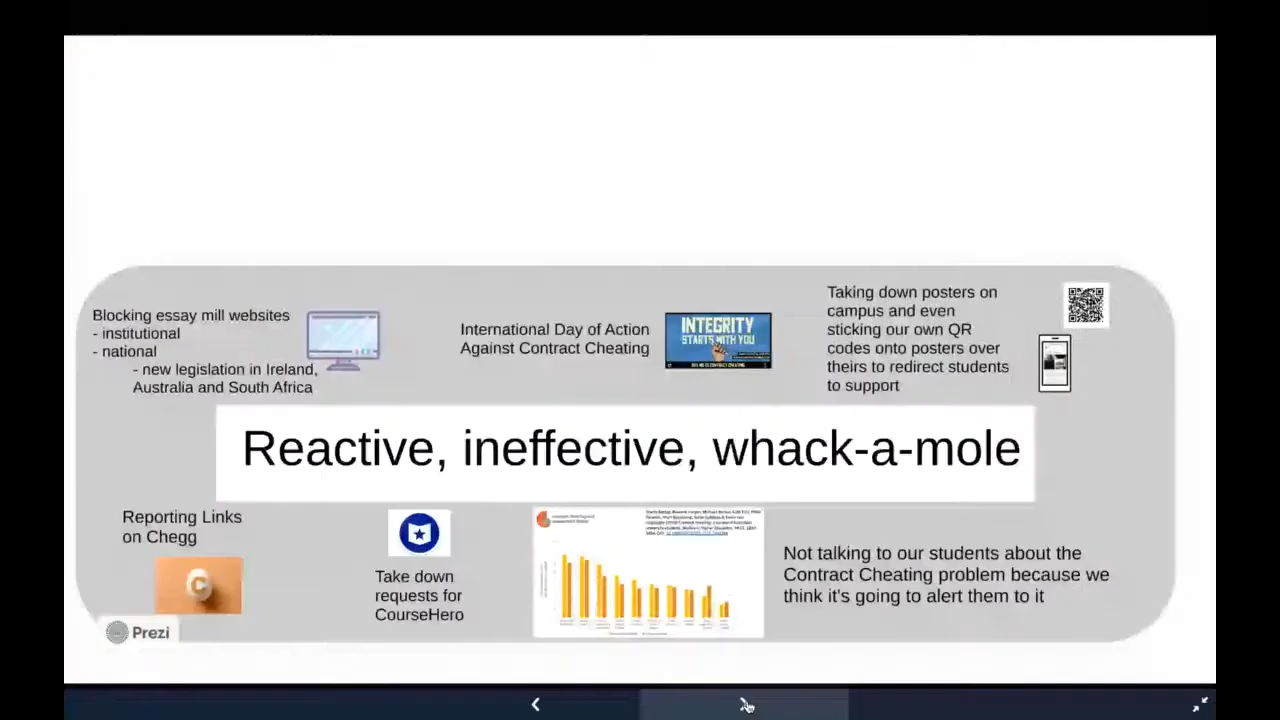 Blocking essay mill websites
- institutional
- national
- new legislation in Ireland,
Australia and South Africa
International Day of Action
Against Contract Cheating
INTEGRITY
STARTS WITH YOU
Taking down posters on
campus and even
sticking our own QR
codes onto posters over
theirs to redirect students
to support
Reactive, ineffective, whack-a-mole
Reporting Links
on Chegg
Take down
requests for
CourseHero
Not talking to our students about the
Contract Cheating problem because we
think it's going to alert them to it
Prezi